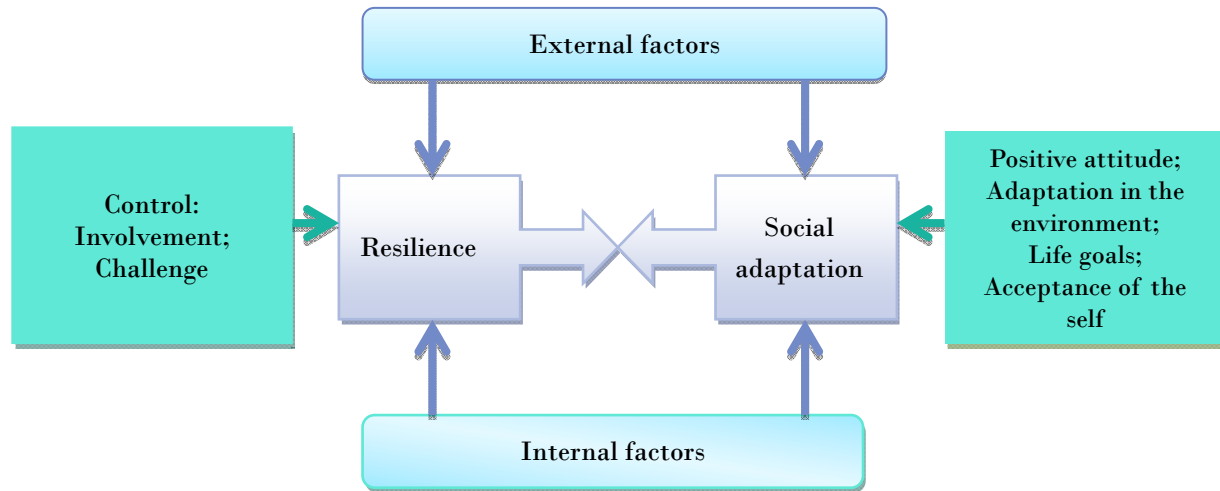 External factors
Control:
Involvement;
Challenge
Resilience
Social
adaptation
Positive attitude;
Adaptation in the
environment;
Life goals;
Acceptance of the
self
Internal factors